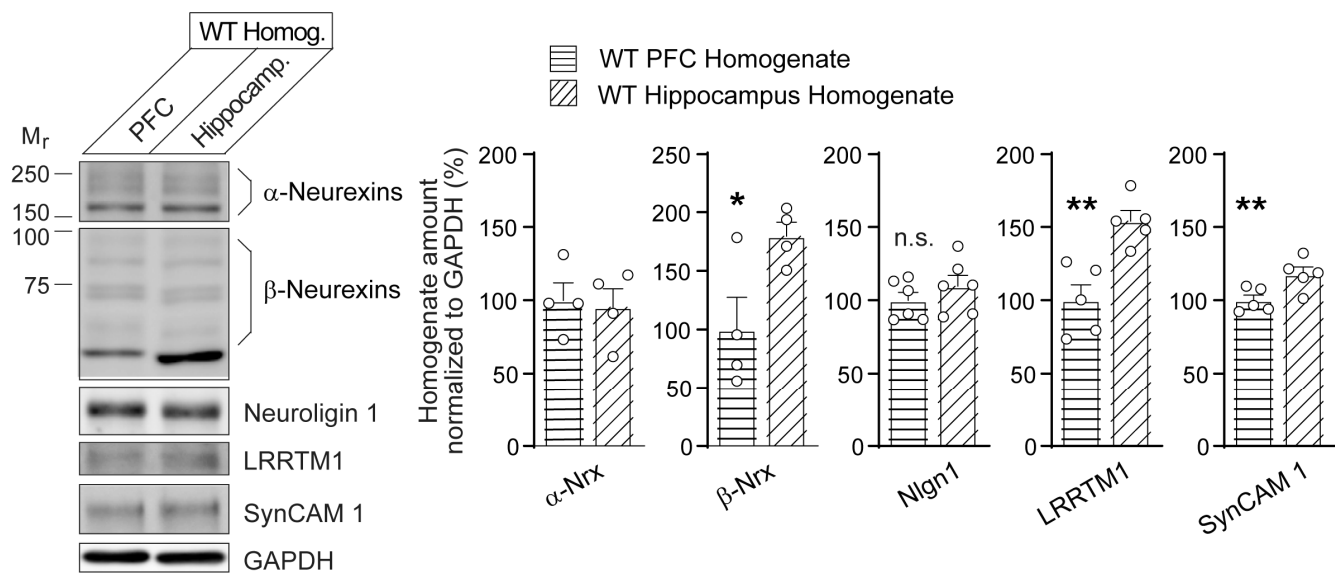 WT Homog.
PFC
Hippocamp.
Mr
250
150
100
75
α-Neurexins
β-Neurexins
Neuroligin 1
LRRTM1
SynCAM 1
GAPDH
WT PFC Homogenate
WT Hippocampus Homogenate
Homogenate amount
normalized to GAPDH (%)
200
150
100
50
0
α-Nrx
250
200
150
100
50
0
*
β-Nrx
200
150
100
50
0
n.s.
Nlgn1
200
150
100
50
0
**
LRRTM1
200
150
100
50
0
**
SynCAM 1